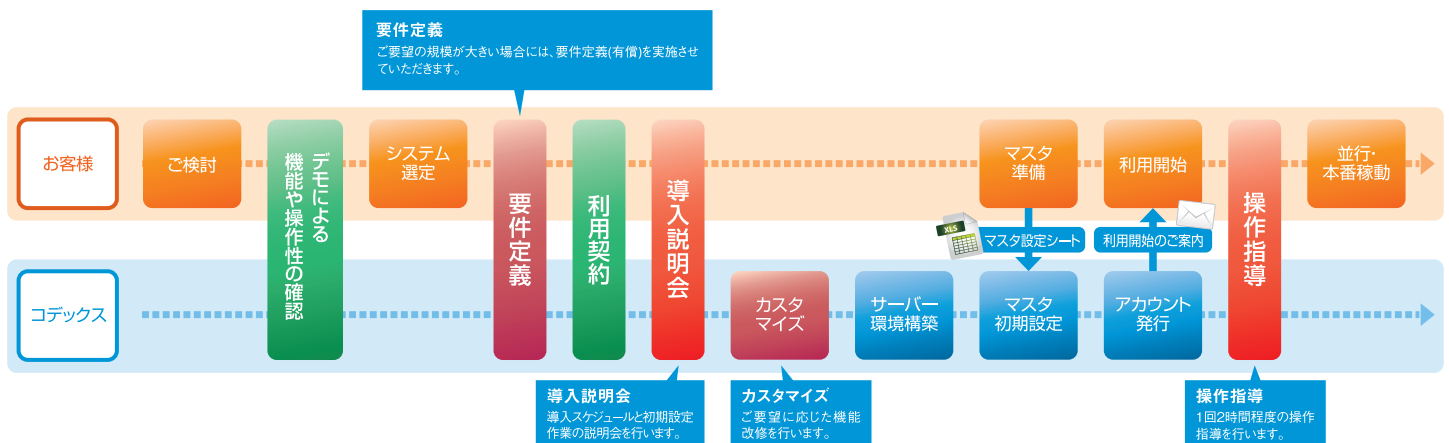 要件定義
ご要望の規模が大きい場合には、要件定義(有償)を実施させ
ていただきます。
お客様
ご検討
デモによる
機能や操作性の確認
システム
選定
要件定義
利用契約
導入説明会
マスタ
準備
利用開始
操作指導
並行・
本番稼動
XLS
マスタ設定シート
利用開始のご案内
コデックス
カスタ
マイズ
サーバー
環境構築
マスタ
初期設定
アカウント
発行
導入説明会
導入スケジュールと初期設定
作業の説明会を行います。
カスタマイズ
ご要望に応じた機能
改修を行います。
操作指導
1回2時間程度の操作
指導を行います。